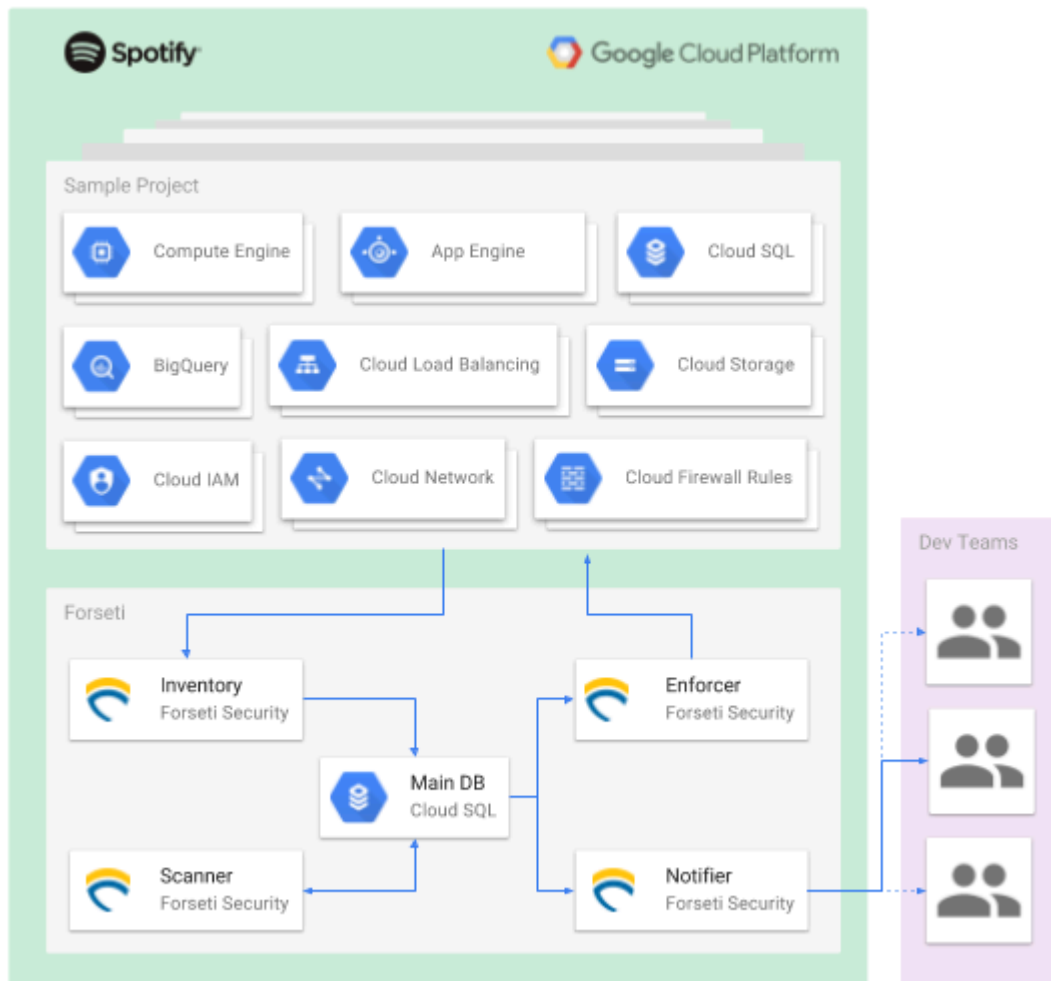 Spotify
Google Cloud Platform
Sample Project
Compute Engine
App Engine
Cloud SQL
BigQuery
Cloud Load Balancing
Cloud Storage
Cloud IAM
Cloud Network
Cloud Firewall Rules
Dev Teams
Forseti
Inventory
Forseti Security
Enforcer
Forseti Security
Main DB
Cloud SQL
Scanner
Forseti Security
Notifier
Forseti Security